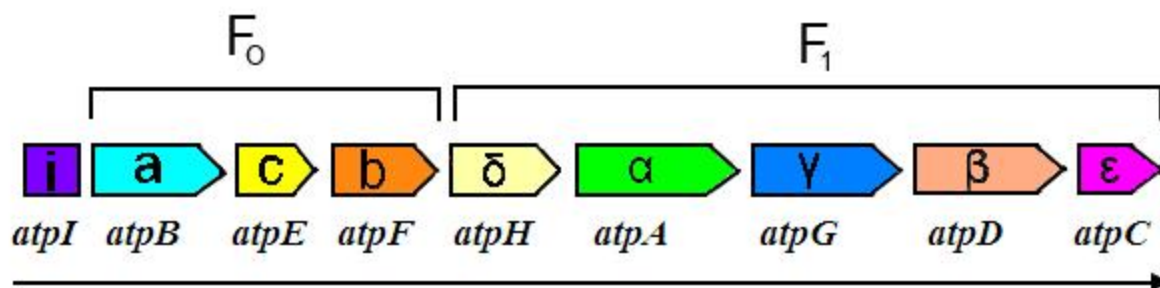 F₀ F₁
i a c b δ α γ β ε
atpI atpB atpE atpF atpH atpA atpG atpD atpC